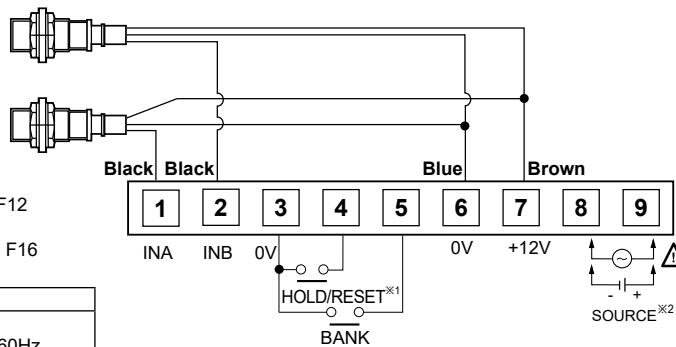 Black Black Blue Brown
F12
1 2 3 4 5 6 7 8 9
F16
INA INB 0V 0V +12V
HOLD/RESET※1
- +
SOURCE※2
60Hz
BANK